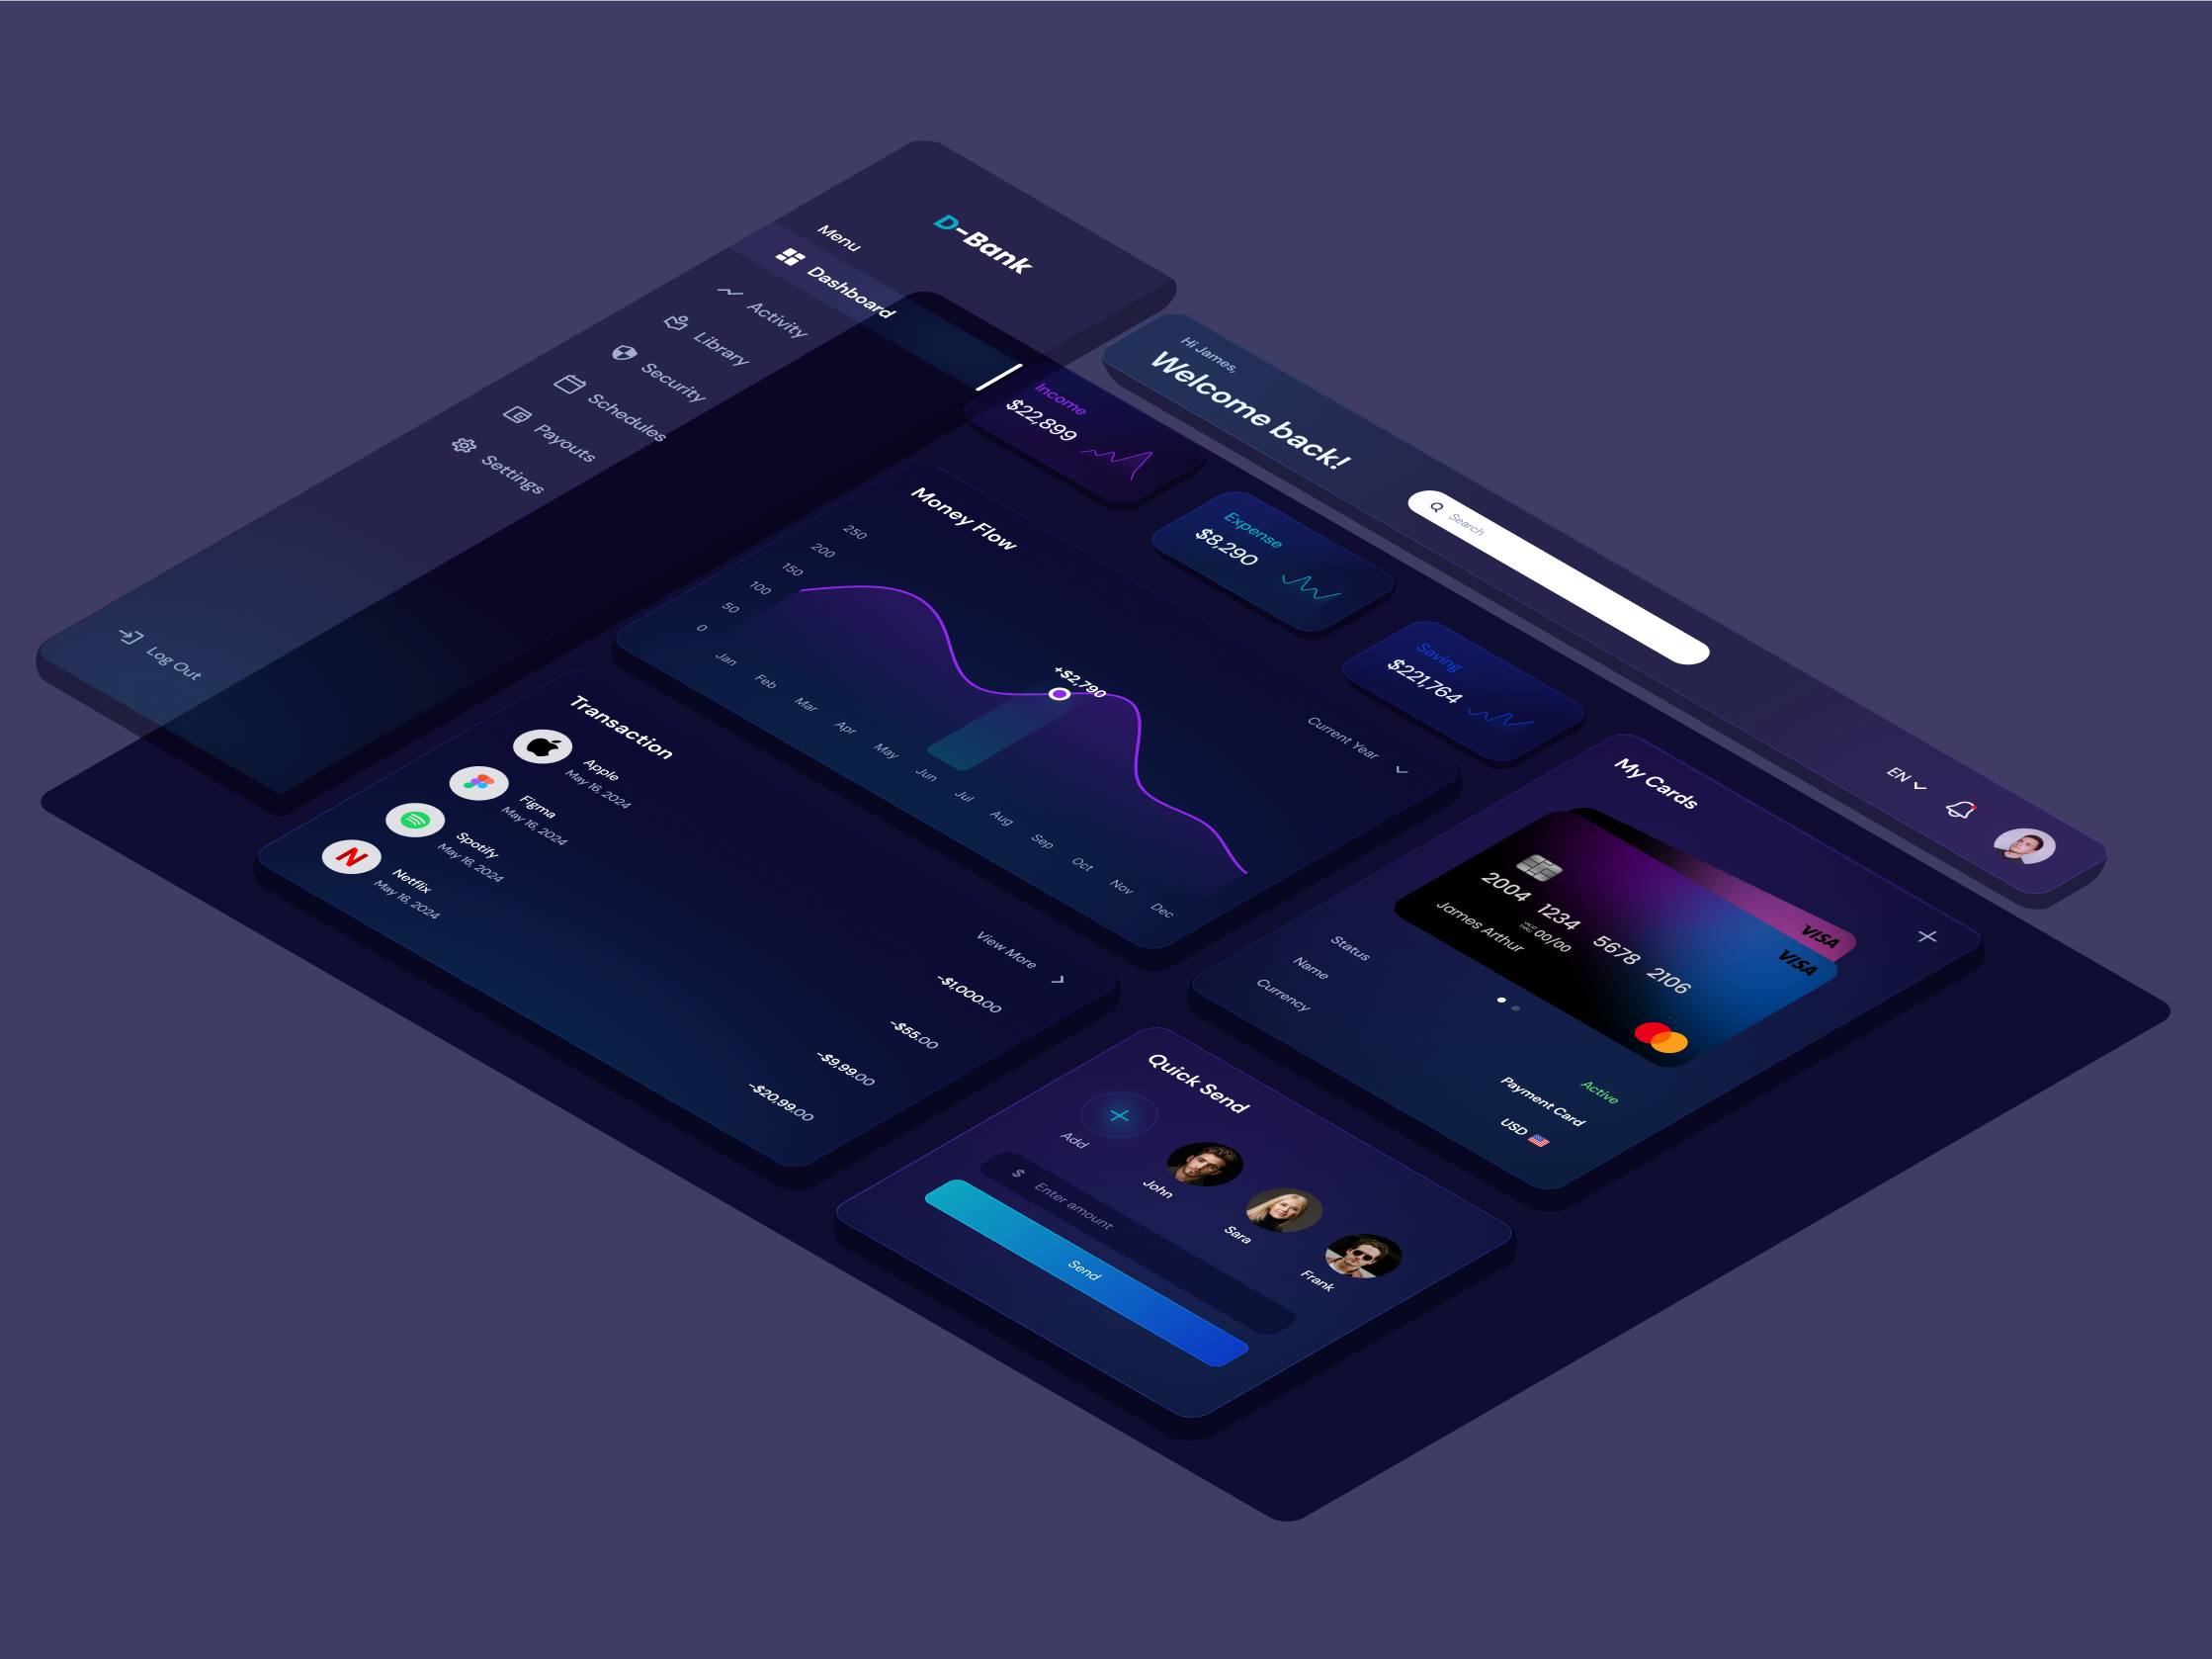 D-Bank
Menu
Dashboard
Activity
Library
Security
Schedules
Payouts
Settings
Log Out
Hi James,
Welcome back!
Search
EN
Income
$22,899
Expense
$8,290
Saving
$221,764
Money Flow
Current Year
250
200
150
100
50
0
+$2,790
Jan
Feb
Mar
Apr
May
Jun
Jul
Aug
Sep
Oct
Nov
Dec
My Cards
VISA
VISA
2004 1234 5678 2106
VALID THRU 00/00
James Arthur
Status
Active
Name
Payment Card
Currency
USD
Transaction
View More
Apple
May 16, 2024
-$1,000.00
Figma
May 16, 2024
-$55.00
Spotify
May 16, 2024
-$9,99.00
N
Netflix
May 16, 2024
-$20,99.00
Quick Send
Add
John
Sara
Frank
$ Enter amount
Send